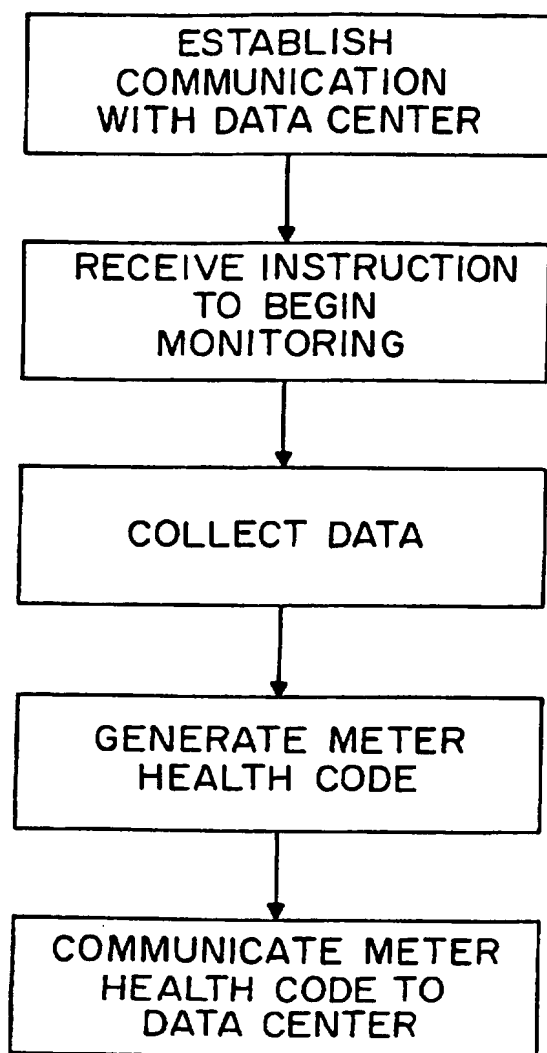 ESTABLISH
COMMUNICATION
WITH DATA CENTER
RECEIVE INSTRUCTION
TO BEGIN
MONITORING
COLLECT DATA
GENERATE METER
HEALTH CODE
COMMUNICATE METER
HEALTH CODE TO
DATA CENTER